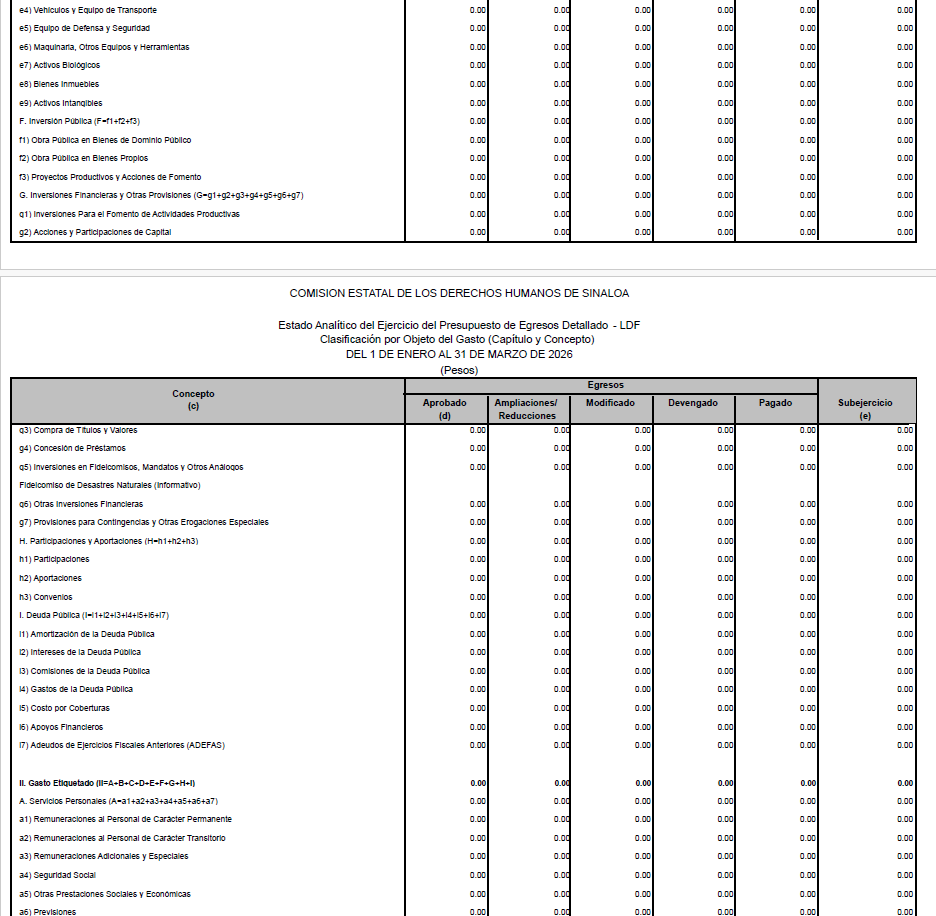 e4) Vehículos y Equipo de Transporte 0.00 0.00 0.00 0.00 0.00 0.00
e5) Equipo de Defensa y Seguridad 0.00 0.00 0.00 0.00 0.00 0.00
e6) Maquinaria, Otros Equipos y Herramientas 0.00 0.00 0.00 0.00 0.00 0.00
e7) Activos Biológicos 0.00 0.00 0.00 0.00 0.00 0.00
e8) Bienes Inmuebles 0.00 0.00 0.00 0.00 0.00 0.00
e9) Activos Intangibles 0.00 0.00 0.00 0.00 0.00 0.00
F. Inversión Pública (F=f1+f2+f3) 0.00 0.00 0.00 0.00 0.00 0.00
f1) Obra Pública en Bienes de Dominio Público 0.00 0.00 0.00 0.00 0.00 0.00
f2) Obra Pública en Bienes Propios 0.00 0.00 0.00 0.00 0.00 0.00
f3) Proyectos Productivos y Acciones de Fomento 0.00 0.00 0.00 0.00 0.00 0.00
G. Inversiones Financieras y Otras Provisiones (G=g1+g2+g3+g4+g5+g6+g7) 0.00 0.00 0.00 0.00 0.00 0.00
g1) Inversiones Para el Fomento de Actividades Productivas 0.00 0.00 0.00 0.00 0.00 0.00
g2) Acciones y Participaciones de Capital 0.00 0.00 0.00 0.00 0.00 0.00
COMISION ESTATAL DE LOS DERECHOS HUMANOS DE SINALOA
Estado Analítico del Ejercicio del Presupuesto de Egresos Detallado - LDF
Clasificación por Objeto del Gasto (Capítulo y Concepto)
DEL 1 DE ENERO AL 31 DE MARZO DE 2026
(Pesos)
Egresos
Concepto
(c)
Aprobado
(d)
Ampliaciones/
Reducciones
Modificado
Devengado
Pagado
Subejercicio
(e)
g3) Compra de Títulos y Valores 0.00 0.00 0.00 0.00 0.00 0.00
g4) Concesión de Préstamos 0.00 0.00 0.00 0.00 0.00 0.00
g5) Inversiones en Fideicomisos, Mandatos y Otros Análogos 0.00 0.00 0.00 0.00 0.00 0.00
Fideicomiso de Desastres Naturales (Informativo)
g6) Otras Inversiones Financieras 0.00 0.00 0.00 0.00 0.00 0.00
g7) Provisiones para Contingencias y Otras Erogaciones Especiales 0.00 0.00 0.00 0.00 0.00 0.00
H. Participaciones y Aportaciones (H=h1+h2+h3) 0.00 0.00 0.00 0.00 0.00 0.00
h1) Participaciones 0.00 0.00 0.00 0.00 0.00 0.00
h2) Aportaciones 0.00 0.00 0.00 0.00 0.00 0.00
h3) Convenios 0.00 0.00 0.00 0.00 0.00 0.00
I. Deuda Pública (I=i1+i2+i3+i4+i5+i6+i7) 0.00 0.00 0.00 0.00 0.00 0.00
i1) Amortización de la Deuda Pública 0.00 0.00 0.00 0.00 0.00 0.00
i2) Intereses de la Deuda Pública 0.00 0.00 0.00 0.00 0.00 0.00
i3) Comisiones de la Deuda Pública 0.00 0.00 0.00 0.00 0.00 0.00
i4) Gastos de la Deuda Pública 0.00 0.00 0.00 0.00 0.00 0.00
i5) Costo por Coberturas 0.00 0.00 0.00 0.00 0.00 0.00
i6) Apoyos Financieros 0.00 0.00 0.00 0.00 0.00 0.00
i7) Adeudos de Ejercicios Fiscales Anteriores (ADEFAS) 0.00 0.00 0.00 0.00 0.00 0.00
II. Gasto Etiquetado (II=A+B+C+D+E+F+G+H+I) 0.00 0.00 0.00 0.00 0.00 0.00
A. Servicios Personales (A=a1+a2+a3+a4+a5+a6+a7) 0.00 0.00 0.00 0.00 0.00 0.00
a1) Remuneraciones al Personal de Carácter Permanente 0.00 0.00 0.00 0.00 0.00 0.00
a2) Remuneraciones al Personal de Carácter Transitorio 0.00 0.00 0.00 0.00 0.00 0.00
a3) Remuneraciones Adicionales y Especiales 0.00 0.00 0.00 0.00 0.00 0.00
a4) Seguridad Social 0.00 0.00 0.00 0.00 0.00 0.00
a5) Otras Prestaciones Sociales y Económicas 0.00 0.00 0.00 0.00 0.00 0.00
a6) Previsiones 0.00 0.00 0.00 0.00 0.00 0.00